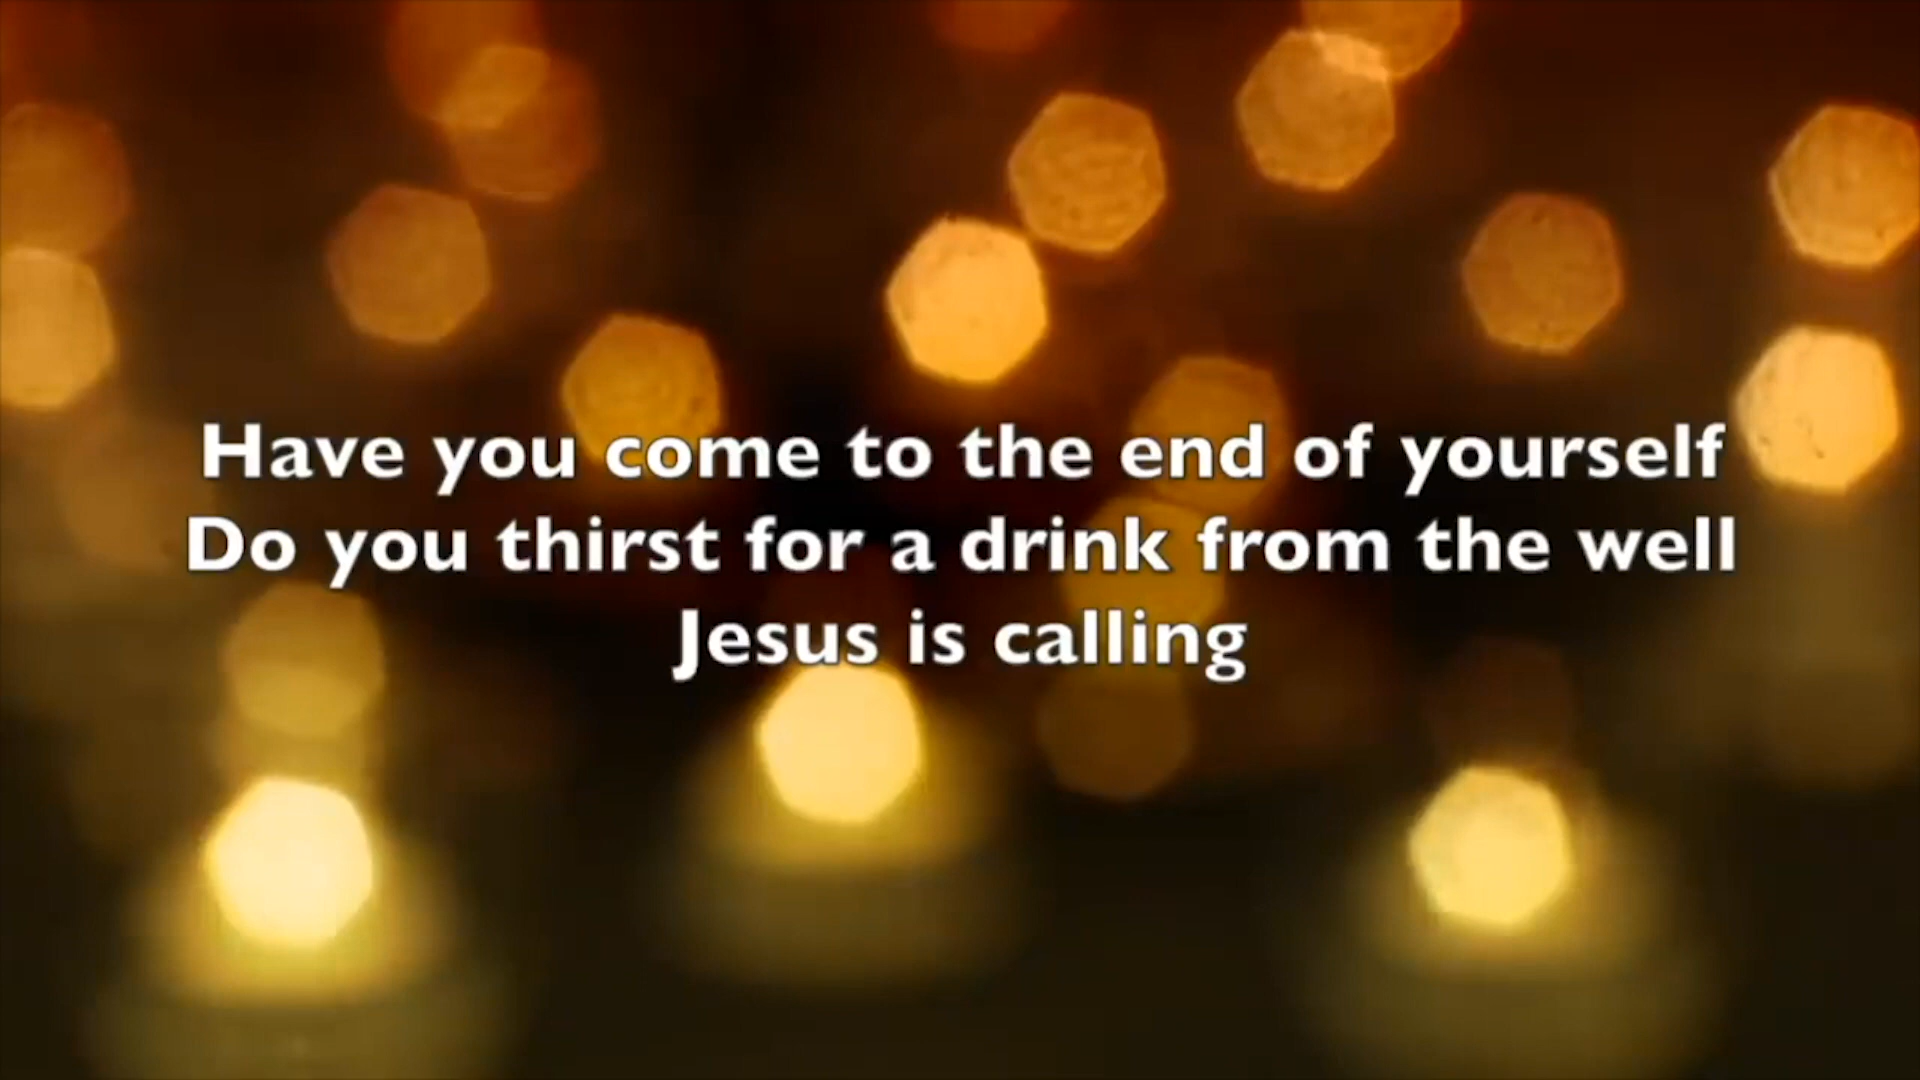 Have you come to the end of yourself
Do you thirst for a drink from the well
Jesus is calling